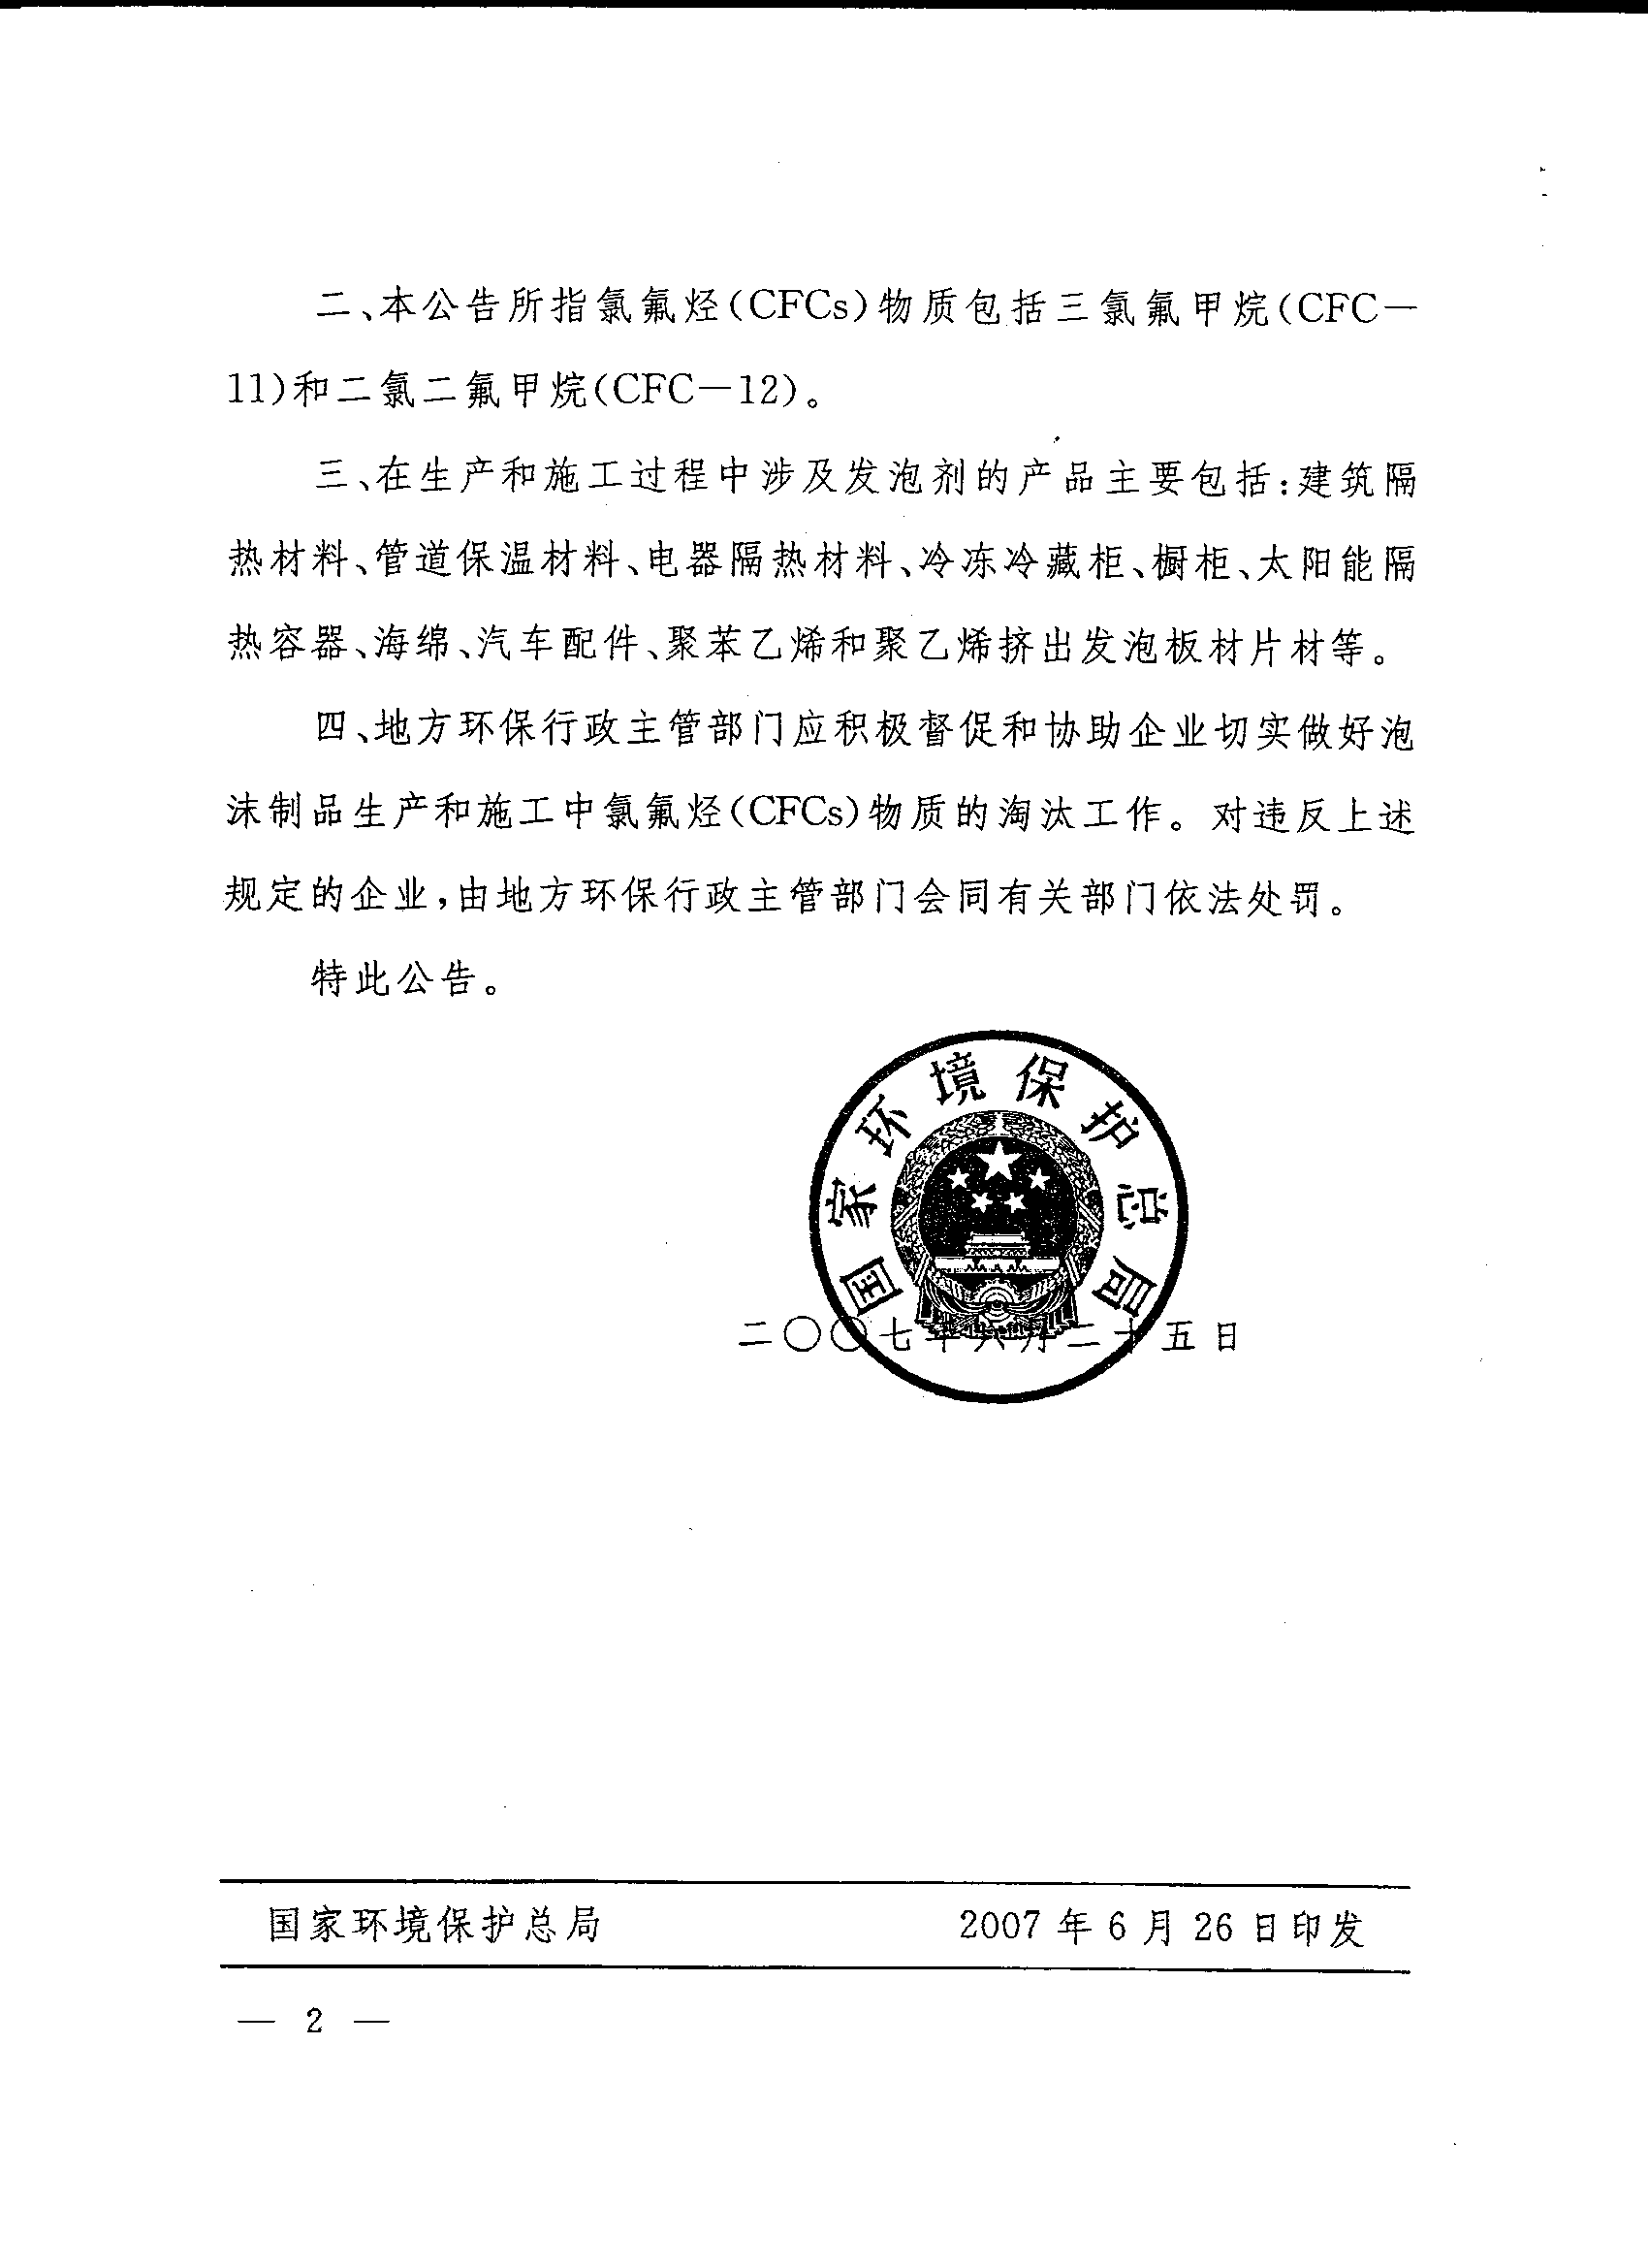 二、本公告所指氯氟烃(CFCs)物质包括三氯氟甲烷(CFC—
11)和二氯二氟甲烷(CFC—12)。
三、在生产和施工过程中涉及发泡剂的产品主要包括:建筑隔
热材料、管道保温材料、电器隔热材料、冷冻冷藏柜、橱柜、太阳能隔
热容器、海绵、汽车配件、聚苯乙烯和聚乙烯挤出发泡板材片材等。
四、地方环保行政主管部门应积极督促和协助企业切实做好泡
沫制品生产和施工中氯氟烃(CFCs)物质的淘汰工作。对违反上述
规定的企业,由地方环保行政主管部门会同有关部门依法处罚。
特此公告。
国家环境保护总局
二〇〇七年六月二十五日
国家环境保护总局 2007 年 6 月 26 日印发
— 2 —